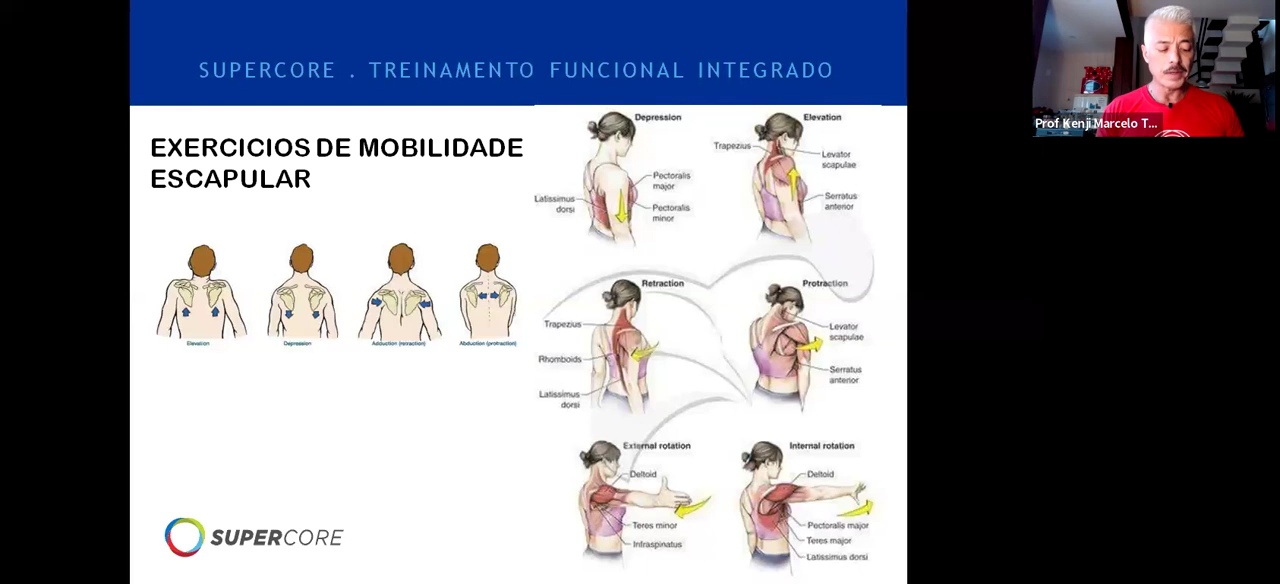 SUPERCORE . TREINAMENTO FUNCIONAL INTEGRADO
Prof Kenji Marcelo T...
EXERCICIOS DE MOBILIDADE
ESCAPULAR
Elevation
Depression
Adduction (retraction)
Abduction (protraction)
Depression
Pectoralis
major
Latissimus
dorsi
Pectoralis
minor
Elevation
Trapezius
Levator
scapulae
Serratus
anterior
Retraction
Trapezius
Rhomboids
Latissimus
dorsi
Protraction
Levator
scapulae
Serratus
anterior
External rotation
Deltoid
Teres minor
Infraspinatus
Internal rotation
Deltoid
Pectoralis major
Teres major
Latissimus dorsi
SUPERCORE